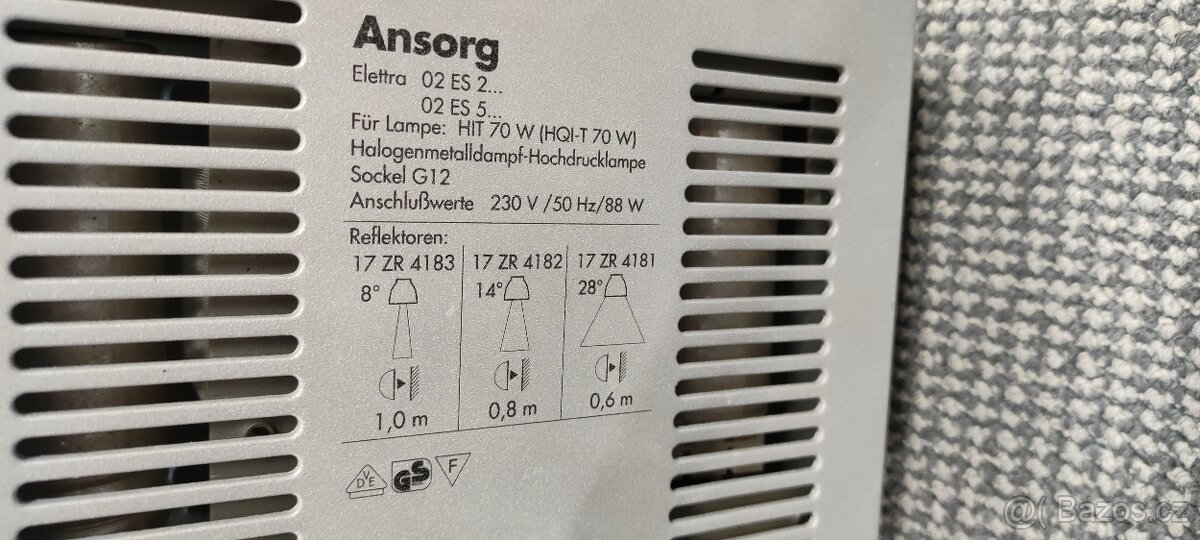 Ansorg
Elettra 02 ES 2...
02 ES 5...
Für Lampe: HIT 70 W (HQI-T 70 W)
Halogenmetalldampf-Hochdrucklampe
Sockel G12
Anschlußwerte 230 V /50 Hz/88 W
Reflektoren:
17 ZR 4183 17 ZR 4182 17 ZR 4181
8° 14° 28°
1,0 m 0,8 m 0,6 m
VDE GS F
@( Bazos.cz